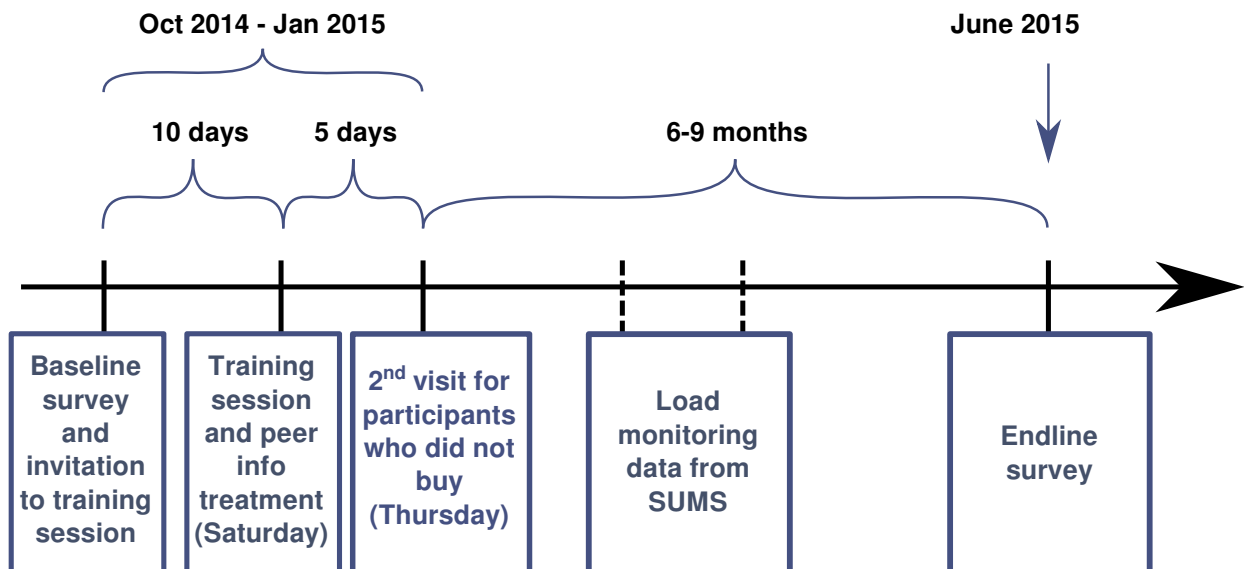 Oct 2014 - Jan 2015
June 2015
10 days
5 days
6-9 months
Baseline
survey
and
invitation
to training
session
Training
session
and peer
info
treatment
(Saturday)
2nd visit for
participants
who did not
buy
(Thursday)
Load
monitoring
data from
SUMS
Endline
survey